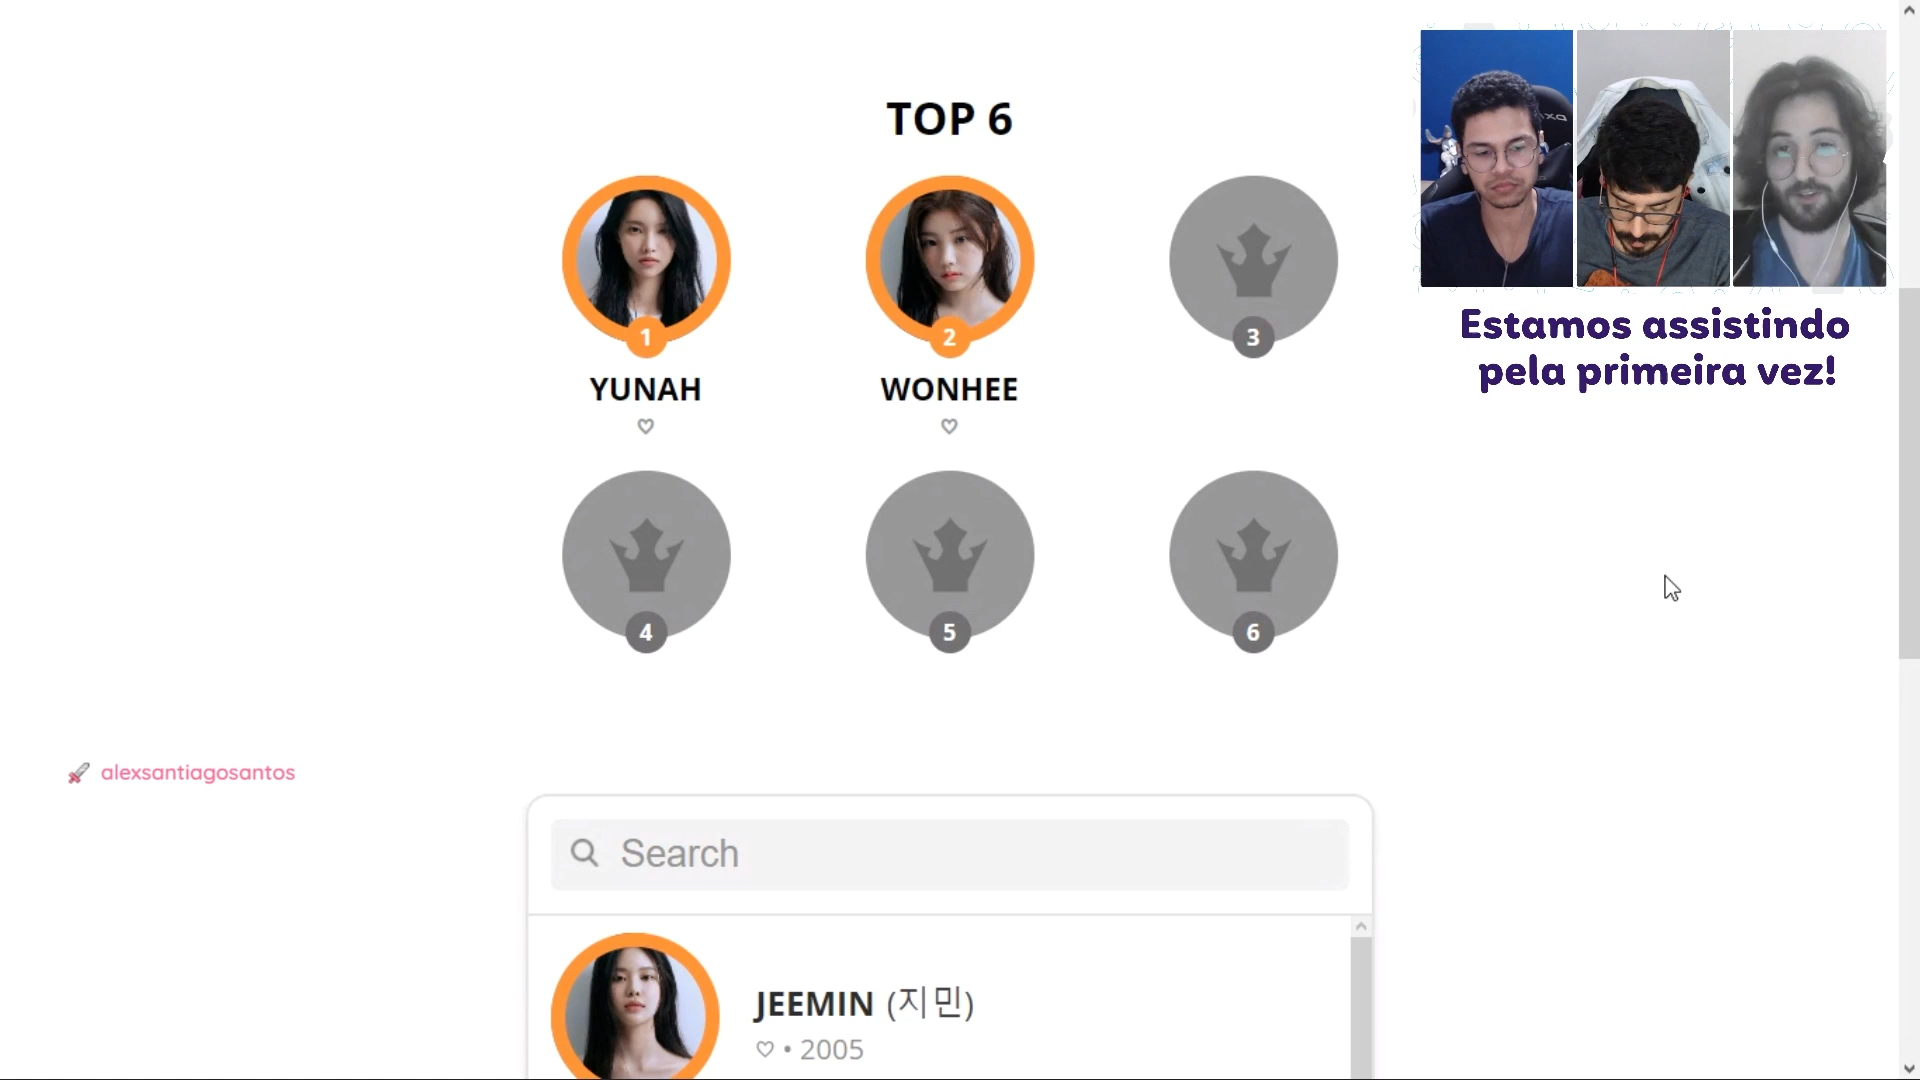 TOP 6
1
2
3
YUNAH
WONHEE
♡
♡
4
5
6
Estamos assistindo
pela primeira vez!
alexsantiagosantos
Search
JEEMIN (지민)
♡ • 2005